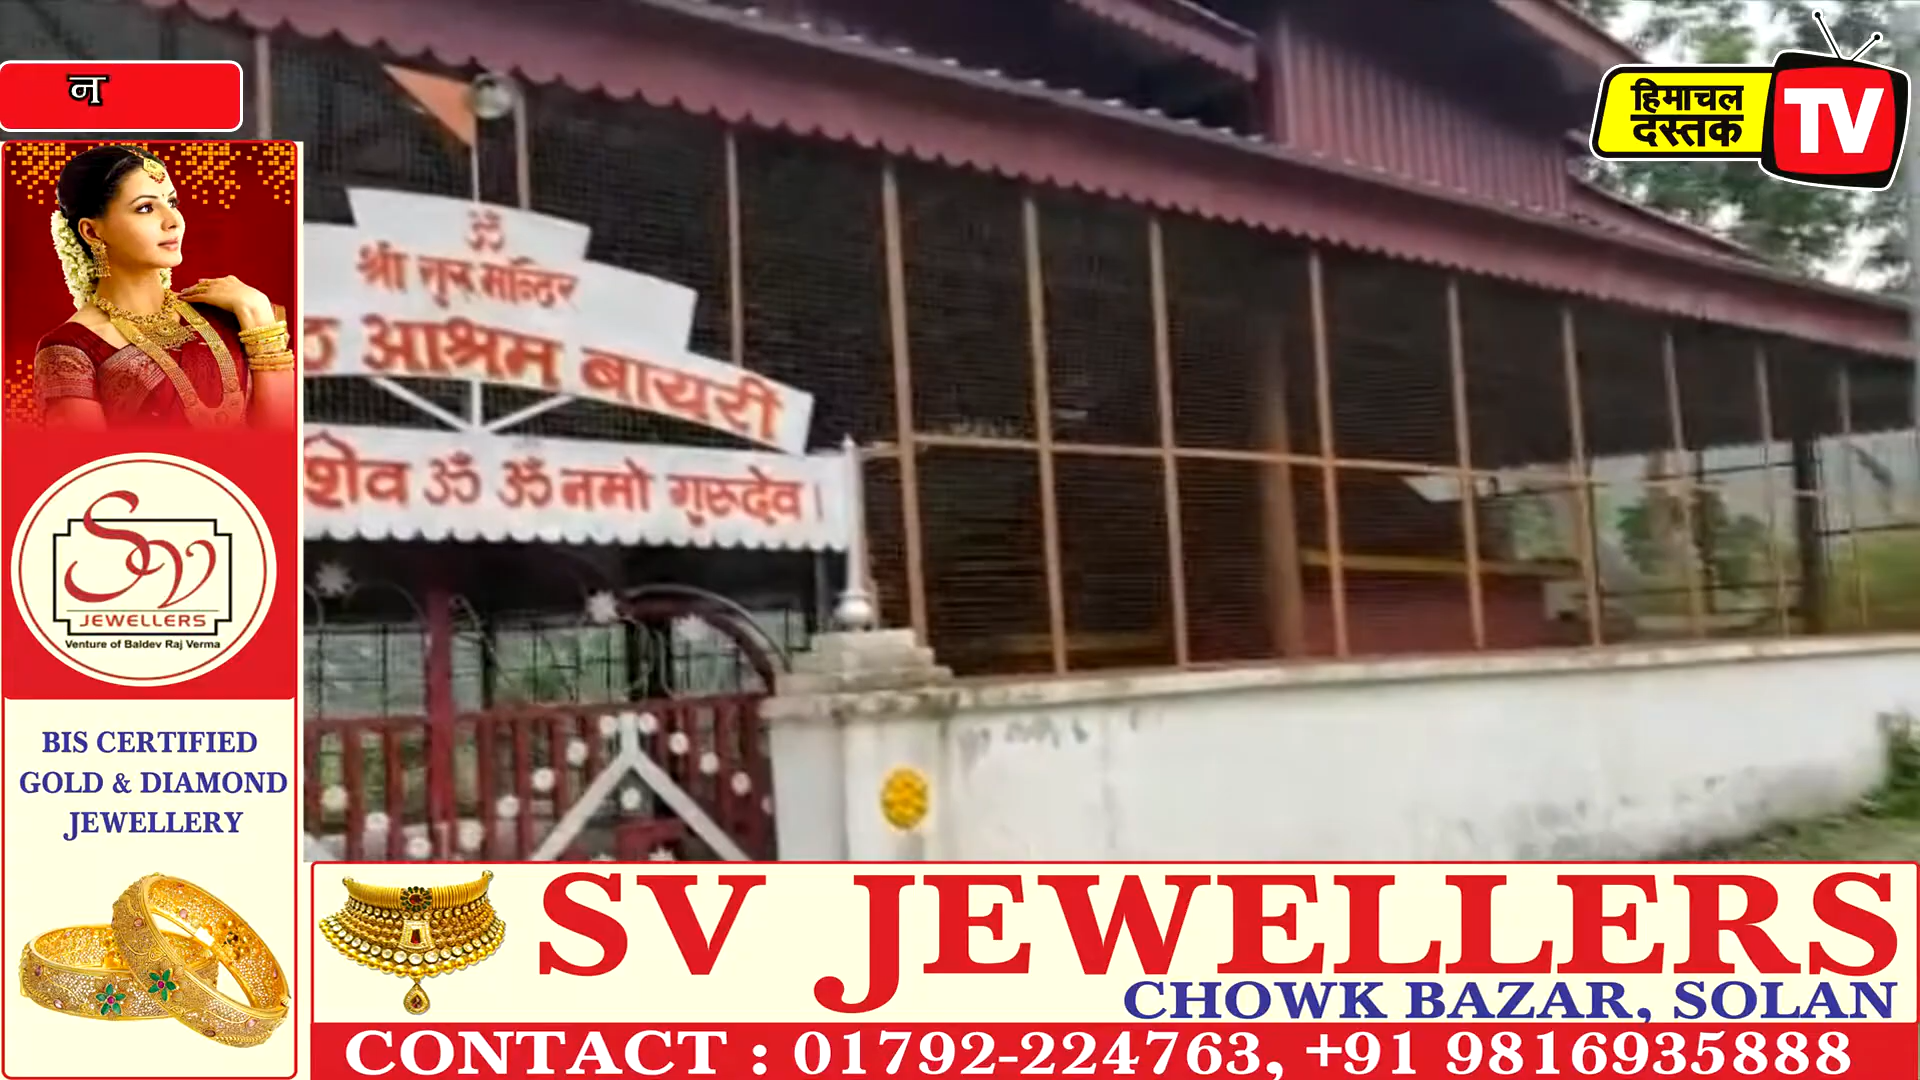 न
हिमाचल
दस्तक
TV
ॐ
श्री गुरु मन्दिर
आश्रम बायरी
शिव ॐ ॐ नमो गुरुदेव।
SV
JEWELLERS
Venture of Baldev Raj Verma
BIS CERTIFIED
GOLD & DIAMOND
JEWELLERY
SV JEWELLERS
CHOWK BAZAR, SOLAN
CONTACT : 01792-224763, +91 9816935888